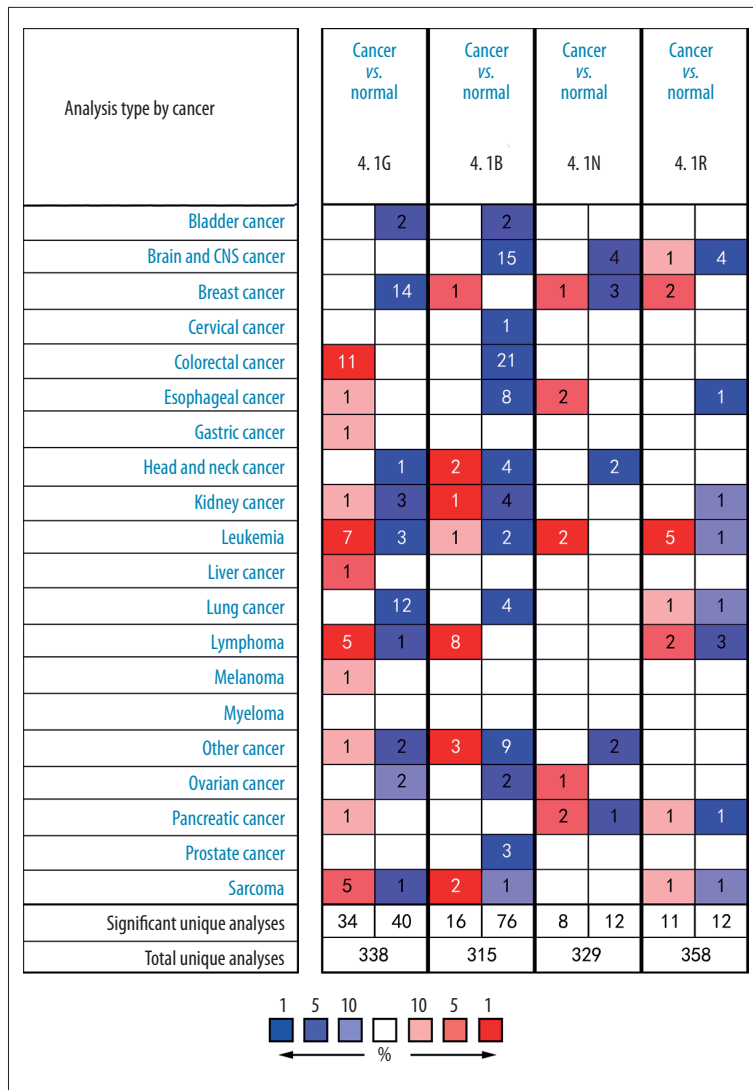 Analysis type by cancer
Cancer
vs.
normal
4. 1G
Cancer
vs.
normal
4. 1B
Cancer
vs.
normal
4. 1N
Cancer
vs.
normal
4. 1R
Bladder cancer 2 2
Brain and CNS cancer 15 4 1 4
Breast cancer 14 1 1 3 2
Cervical cancer 1
Colorectal cancer 11 21
Esophageal cancer 1 8 2 1
Gastric cancer 1
Head and neck cancer 1 2 4 2
Kidney cancer 1 3 1 4 1
Leukemia 7 3 1 2 2 5 1
Liver cancer 1
Lung cancer 12 4 1 1
Lymphoma 5 1 8 2 3
Melanoma 1
Myeloma
Other cancer 1 2 3 9 2
Ovarian cancer 2 2 1
Pancreatic cancer 1 2 1 1 1
Prostate cancer 3
Sarcoma 5 1 2 1 1 1
Significant unique analyses 34 40 16 76 8 12 11 12
Total unique analyses 338 315 329 358
1 5 10 10 5 1
%